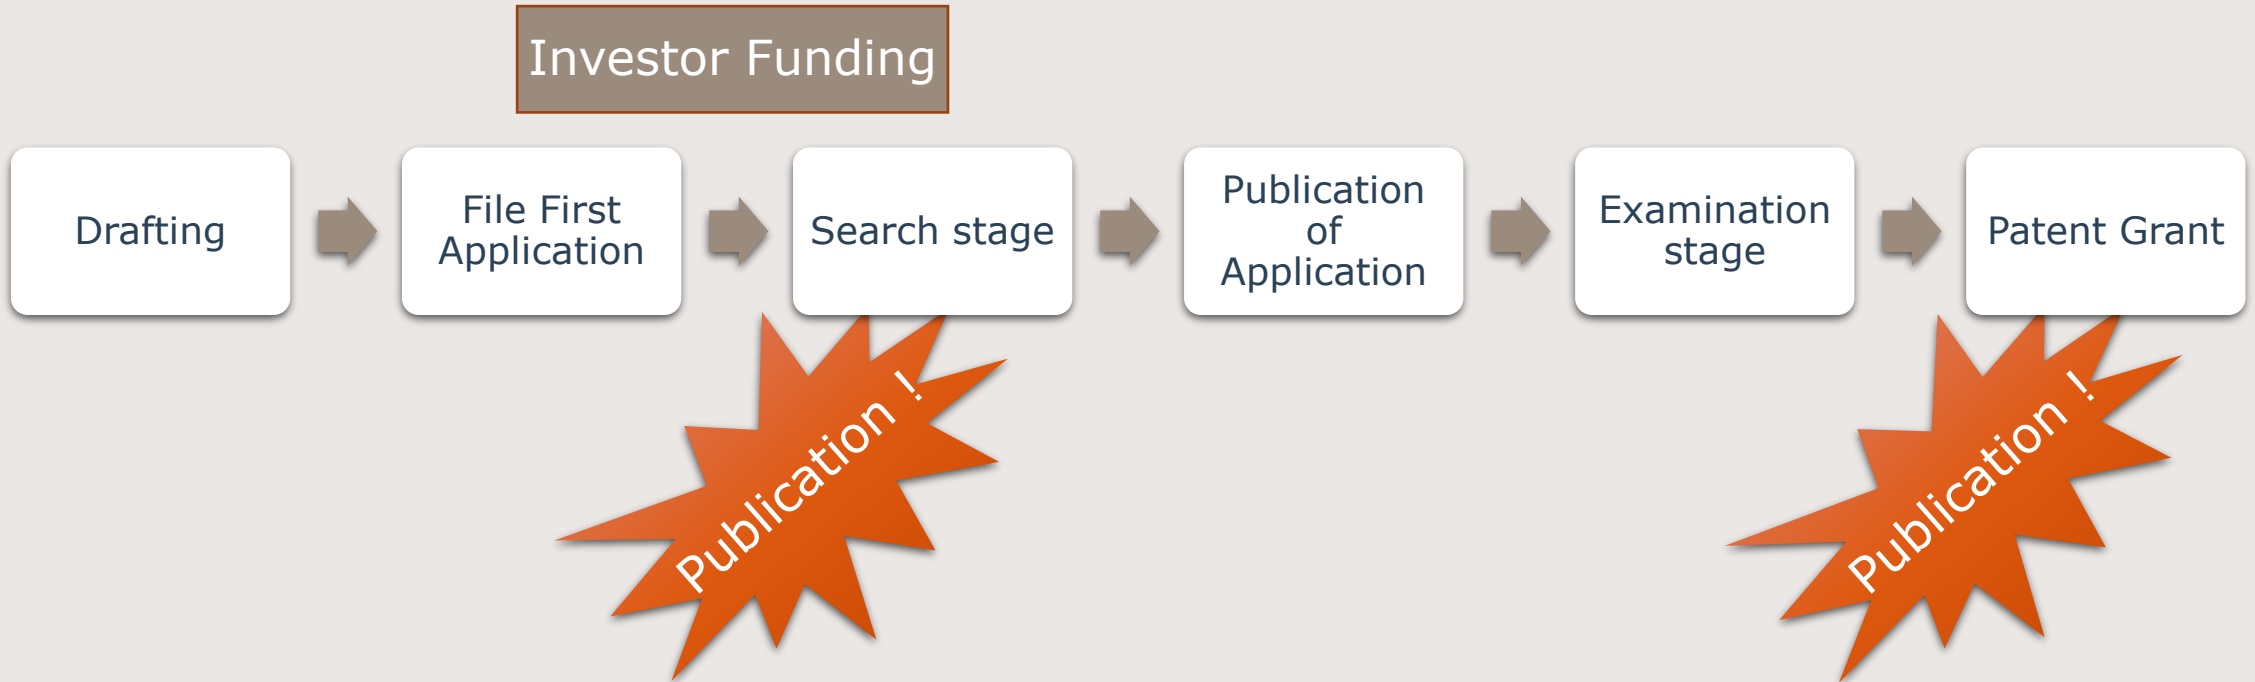 Investor Funding
Drafting
File First
Application
Search stage
Publication
of
Application
Examination
stage
Patent Grant
Publication !
Publication !